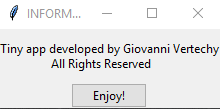 INFORM...
Tiny app developed by Giovanni Vertechy
All Rights Reserved
Enjoy!